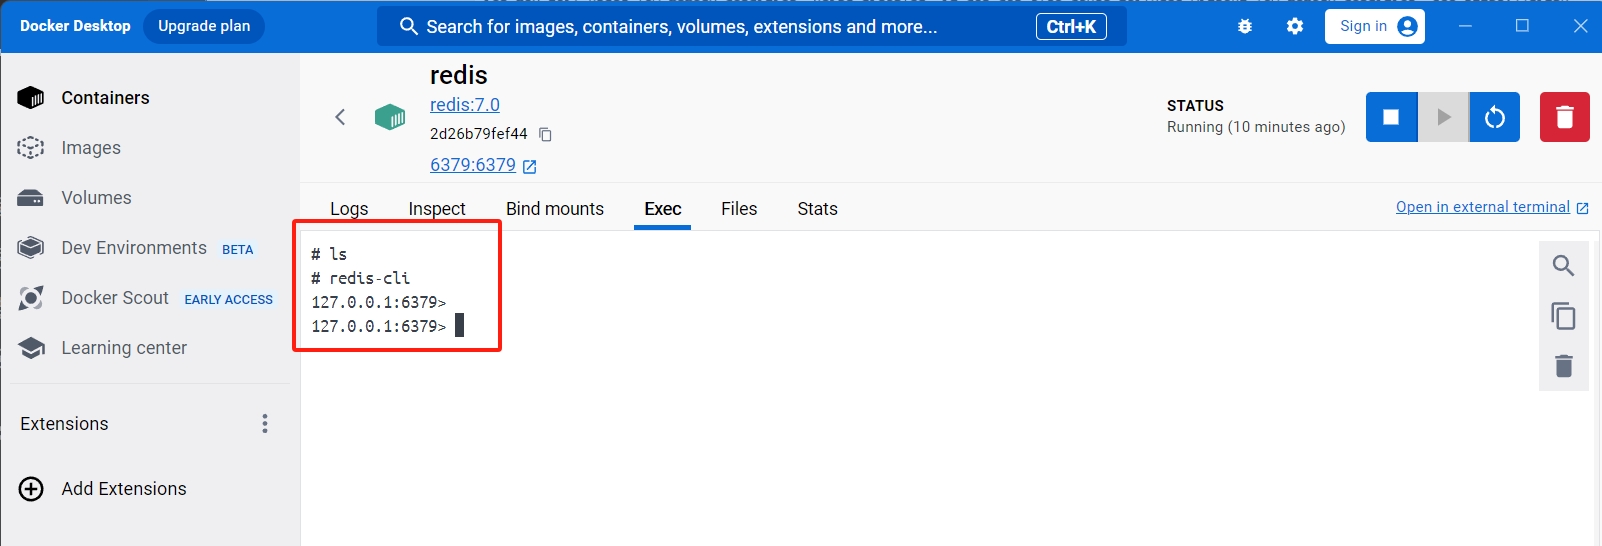 Docker Desktop Upgrade plan Search for images, containers, volumes, extensions and more... Ctrl+K Sign in
Containers
Images
Volumes
Dev Environments BETA
Docker Scout EARLY ACCESS
Learning center
Extensions
Add Extensions
redis
redis:7.0
2d26b79fef44
6379:6379
STATUS
Running (10 minutes ago)
Logs Inspect Bind mounts Exec Files Stats Open in external terminal
# ls
# redis-cli
127.0.0.1:6379>
127.0.0.1:6379>